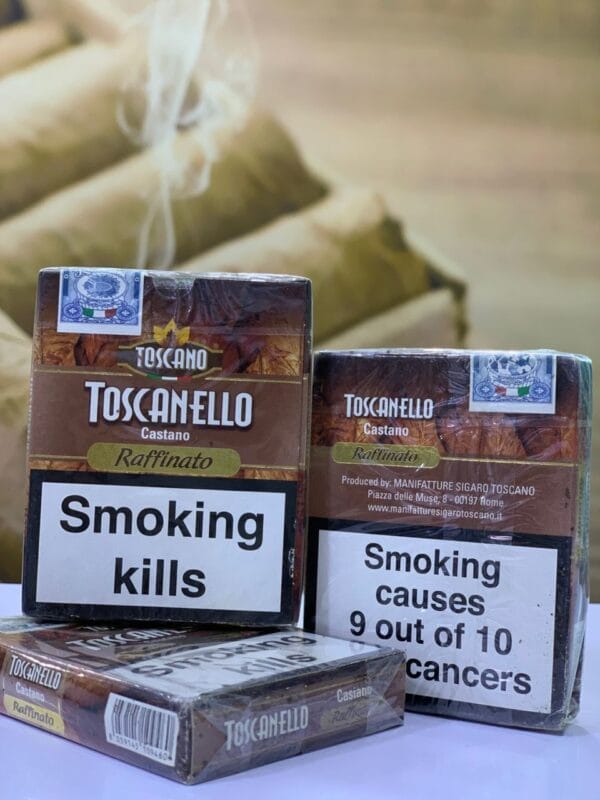 TOSCANO
TOSCANELLO
Castano
Raffinato
Smoking
kills
TOSCANELLO
Castano
Raffinato
Produced by: MANIFATTURE SIGARO TOSCANO
Piazza delle Muse, 8 - 00197 Rome
www.manifatturesigarotoscano.it
Smoking
causes
9 out of 10
cancers
TOSCANELLO
Smoking kills
TOSCANELLO
Castano
Raffinato
TOSCANELLO
Castano
Raffinato